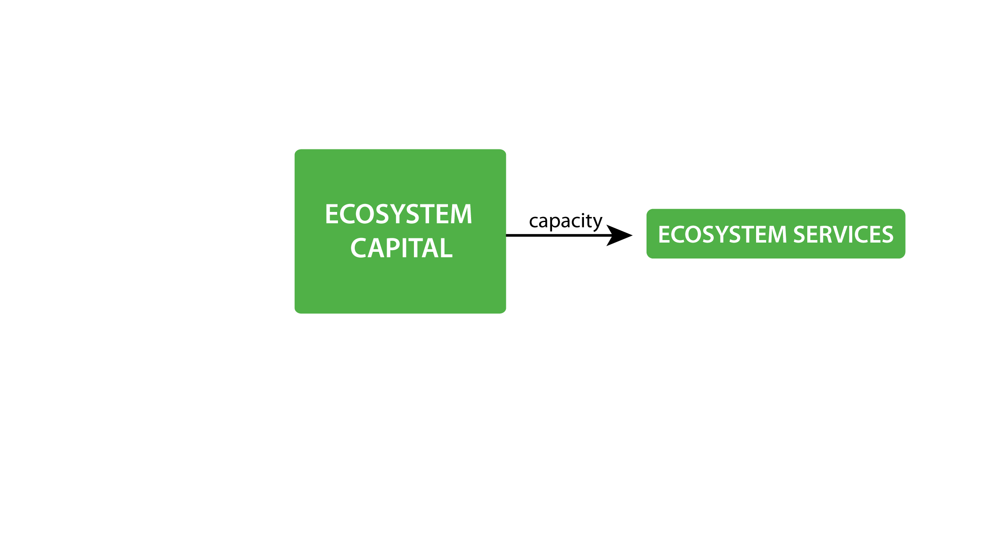 ECOSYSTEM
CAPITAL
capacity
ECOSYSTEM SERVICES